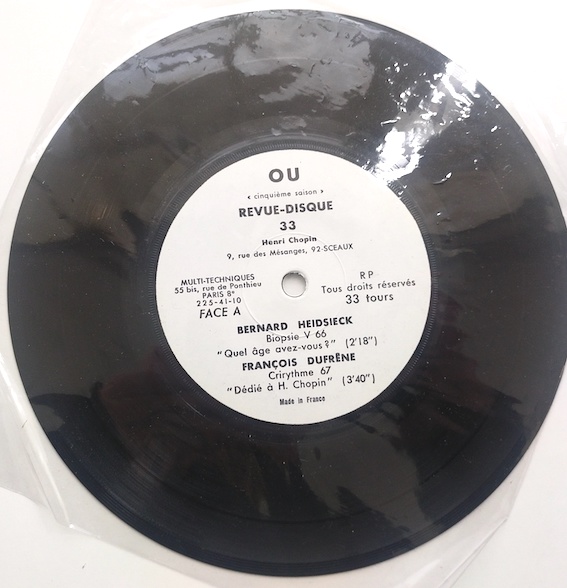 OU
« cinquième saison »
REVUE-DISQUE
33
Henri Chopin
9, rue des Mésanges, 92-SCEAUX
MULTI-TECHNIQUES
55 bis, rue de Ponthieu
PARIS 8e
225-41-10
FACE A
RP
Tous droits réservés
33 tours
BERNARD HEIDSIECK
Biopsie V 66
"Quel âge avez-vous?" (2'18")
FRANÇOIS DUFRÊNE
Crirythme 67
"Dédié à H. Chopin" (3'40")
Made in France